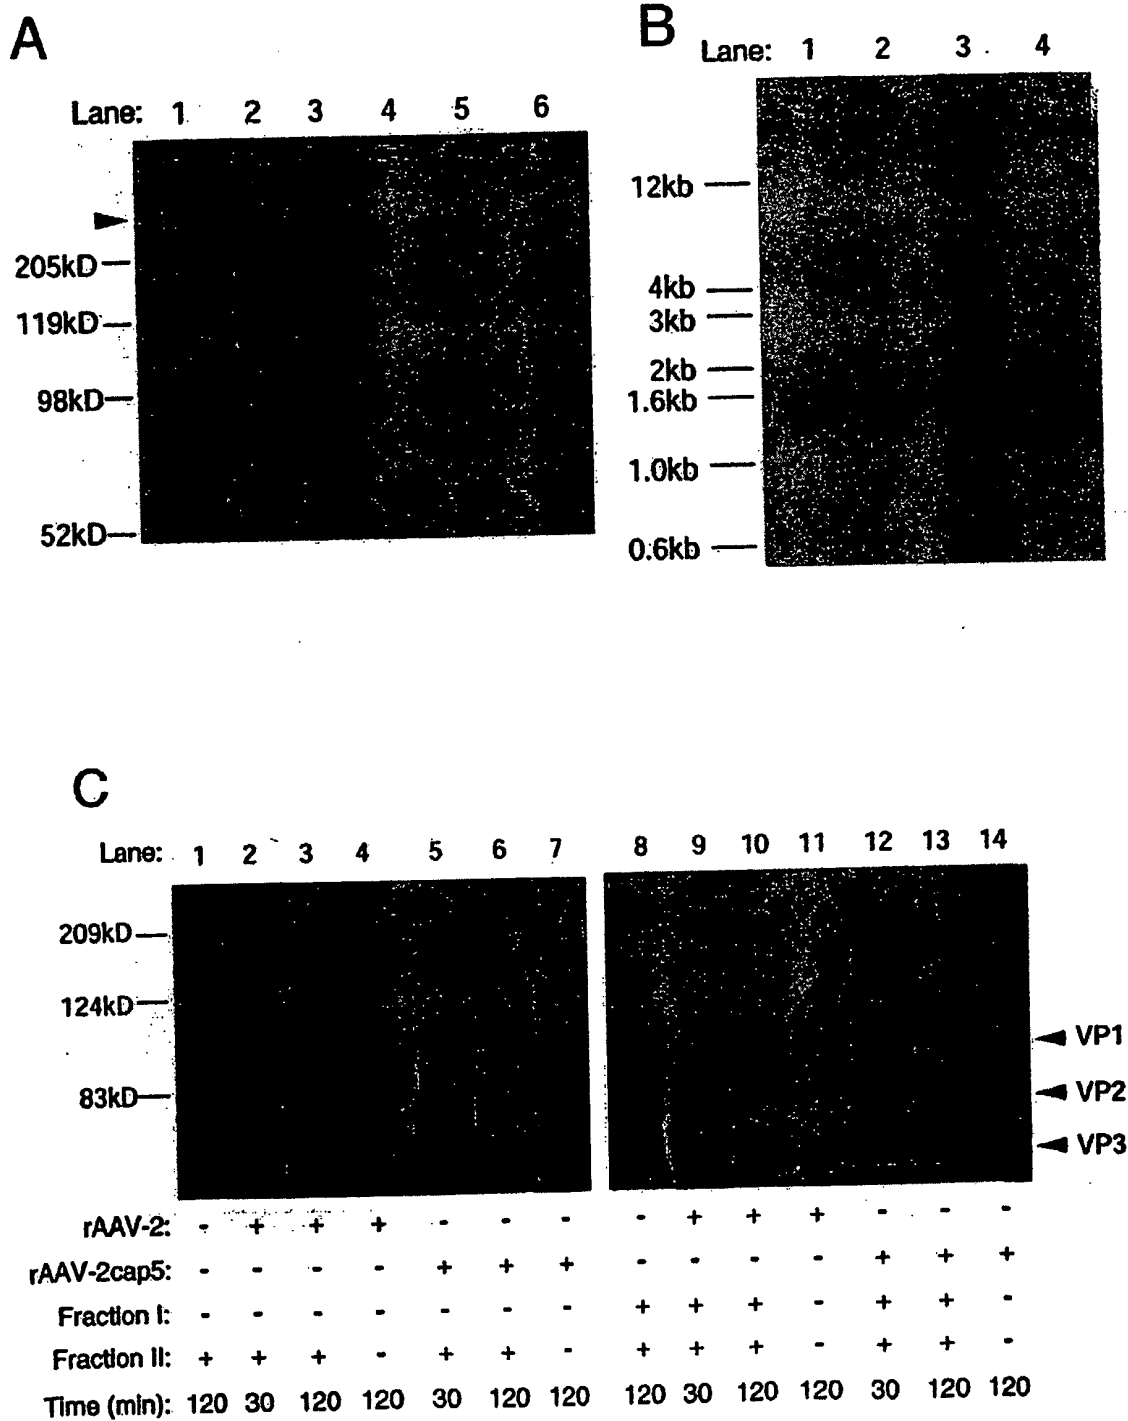 A
Lane: 1 2 3 4 5 6
205kD
119kD
98kD
52kD
B
Lane: 1 2 3 4
12kb
4kb
3kb
2kb
1.6kb
1.0kb
0.6kb
C
Lane: 1 2 3 4 5 6 7 8 9 10 11 12 13 14
209kD
124kD
83kD
VP1
VP2
VP3
rAAV-2: - + + + - - - - + + + - - -
rAAV-2cap5: - - - - + + + - - - - + + +
Fraction I: - - - - - - - + + + - + + -
Fraction II: + + + - + + - + + + - + + -
Time (min): 120 30 120 120 30 120 120 120 30 120 120 30 120 120